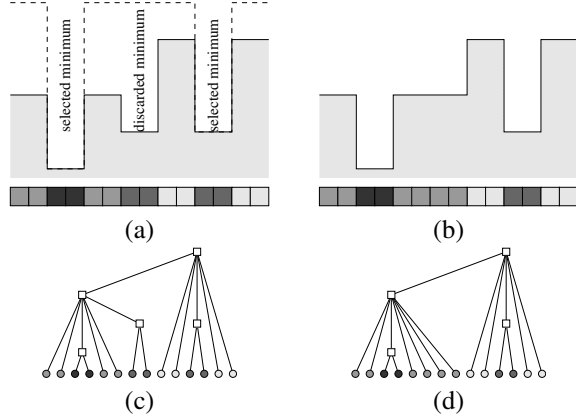 selected minimum
discarded minimum
selected minimum
(a)
(b)
(c)
(d)